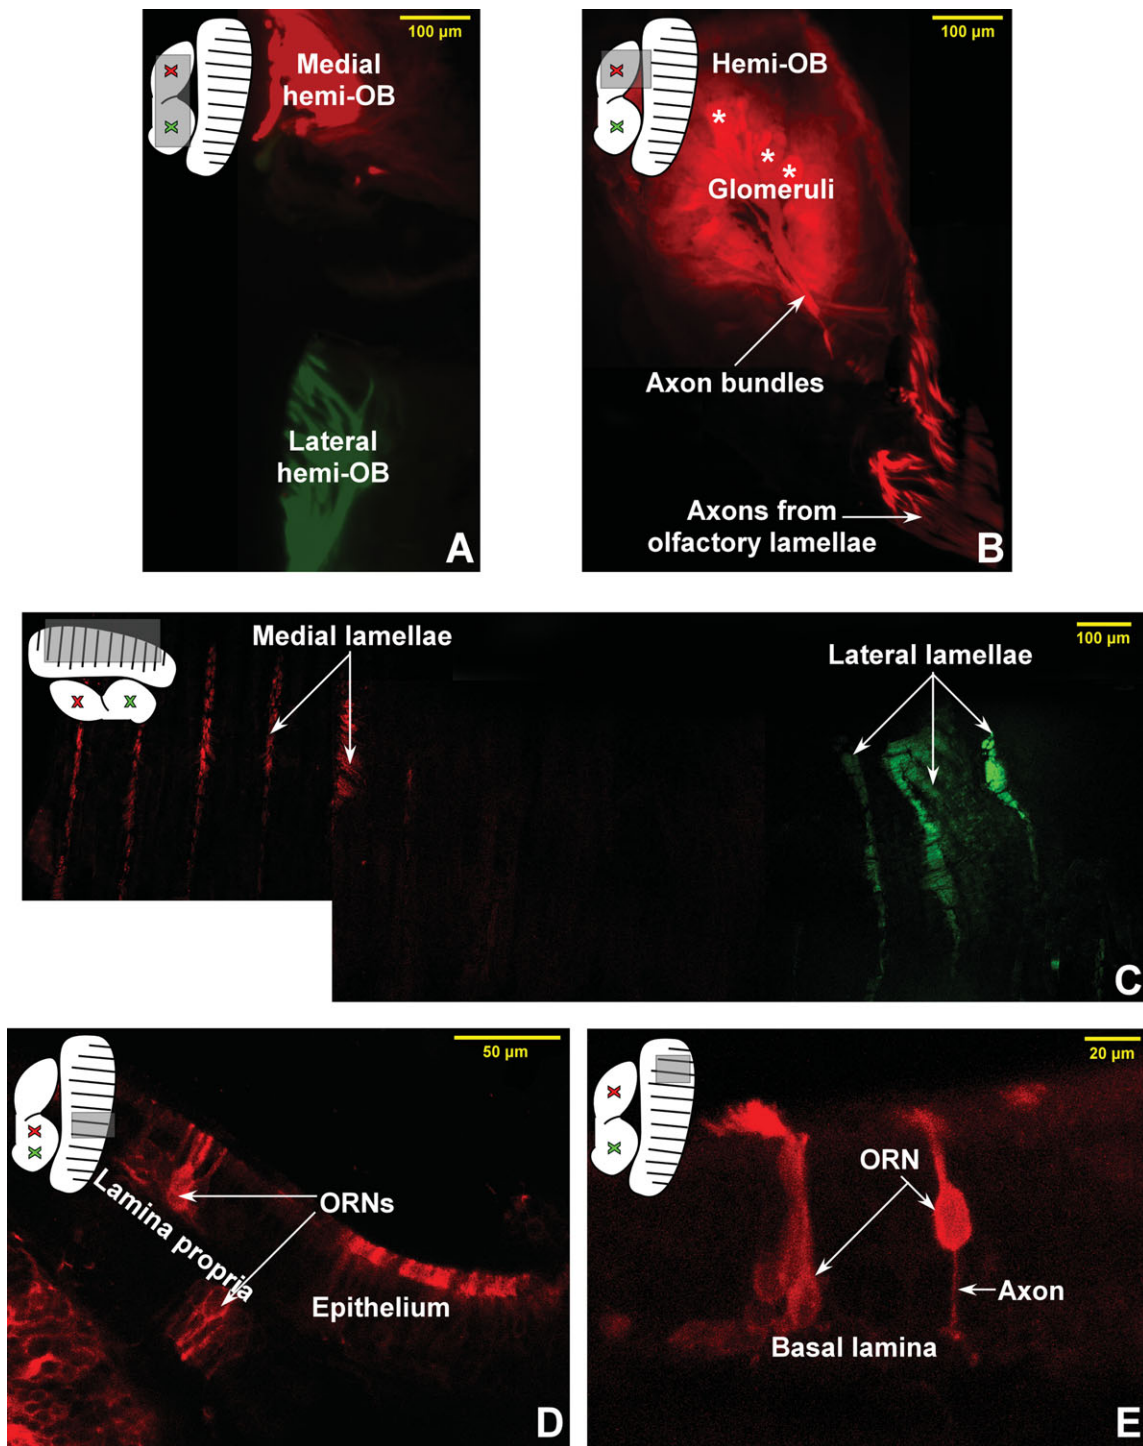 100 µm
Medial
hemi-OB
Lateral
hemi-OB
A
100 µm
Hemi-OB
* * *
Glomeruli
Axon bundles
Axons from
olfactory lamellae
B
100 µm
Medial lamellae
Lateral lamellae
C
50 µm
ORNs
Lamina propria
Epithelium
D
20 µm
ORN
Axon
Basal lamina
E